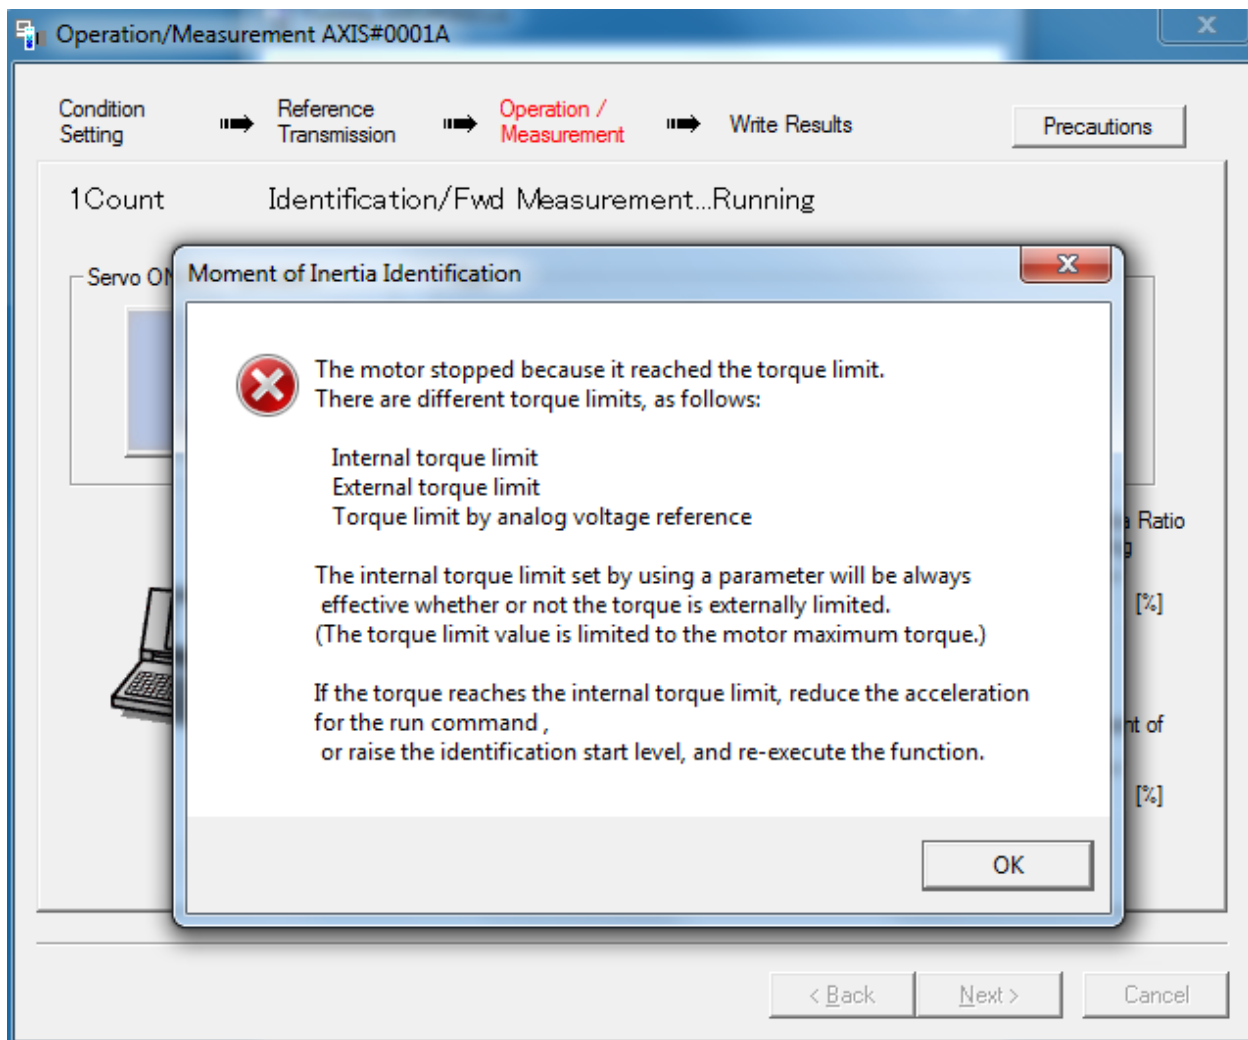 Operation/Measurement AXIS#0001A
Condition
Setting
Reference
Transmission
Operation /
Measurement
Write Results
Precautions
1Count Identification/Fwd Measurement...Running
Servo ON
Moment of Inertia Identification
The motor stopped because it reached the torque limit.
There are different torque limits, as follows:
Internal torque limit
External torque limit
Torque limit by analog voltage reference
The internal torque limit set by using a parameter will be always
effective whether or not the torque is externally limited.
(The torque limit value is limited to the motor maximum torque.)
If the torque reaches the internal torque limit, reduce the acceleration
for the run command ,
or raise the identification start level, and re-execute the function.
OK
Ratio
[%]
of
[%]
< Back
Next >
Cancel